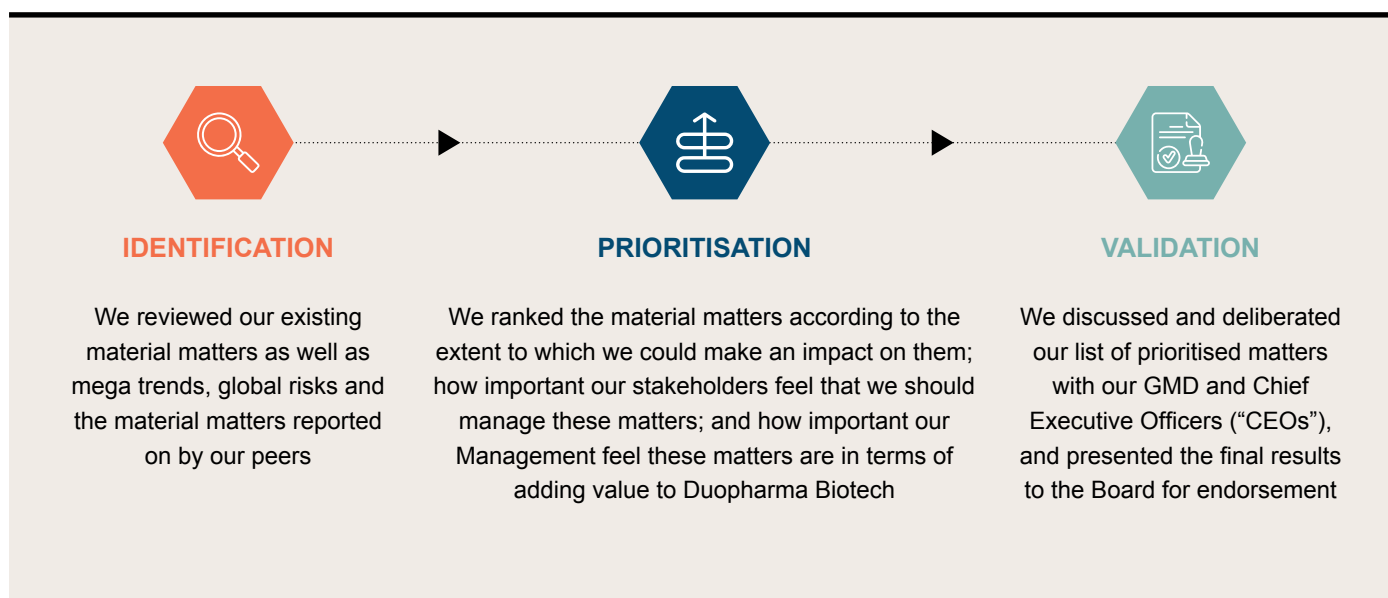 IDENTIFICATION
We reviewed our existing
material matters as well as
mega trends, global risks and
the material matters reported
on by our peers
PRIORITISATION
We ranked the material matters according to the
extent to which we could make an impact on them;
how important our stakeholders feel that we should
manage these matters; and how important our
Management feel these matters are in terms of
adding value to Duopharma Biotech
VALIDATION
We discussed and deliberated
our list of prioritised matters
with our GMD and Chief
Executive Officers (“CEOs”),
and presented the final results
to the Board for endorsement